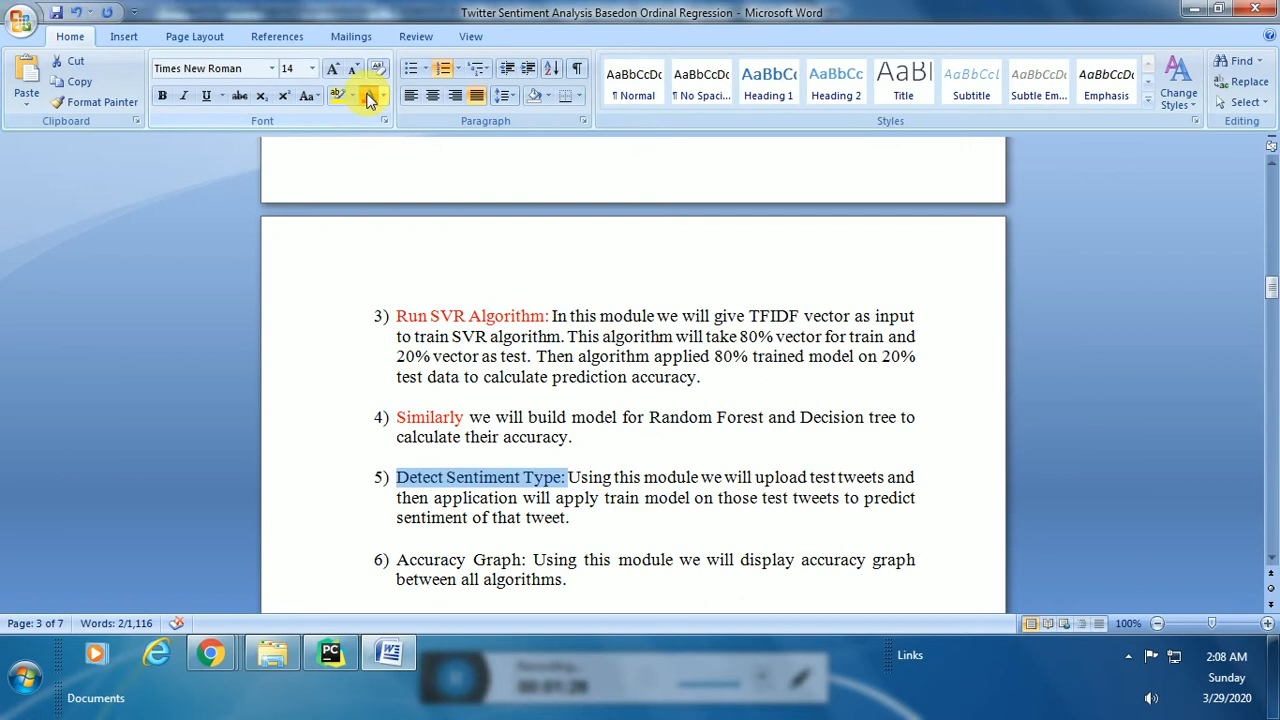 Twitter Sentiment Analysis Basedon Ordinal Regression - Microsoft Word
Home Insert Page Layout References Mailings Review View
Paste
Cut
Copy
Format Painter
Clipboard
Times New Roman 14
Font
Paragraph
AaBbCcDc AaBbCcDc AaBbCc AaBbCc AaBl AaBbCcL AaBbCcDc AaBbCcDc
¶ Normal ¶ No Spaci... Heading 1 Heading 2 Title Subtitle Subtle Em... Emphasis
Change Styles
Styles
Find
Replace
Select
Editing
3) Run SVR Algorithm: In this module we will give TFIDF vector as input
to train SVR algorithm. This algorithm will take 80% vector for train and
20% vector as test. Then algorithm applied 80% trained model on 20%
test data to calculate prediction accuracy.
4) Similarly we will build model for Random Forest and Decision tree to
calculate their accuracy.
5) Detect Sentiment Type: Using this module we will upload test tweets and
then application will apply train model on those test tweets to predict
sentiment of that tweet.
6) Accuracy Graph: Using this module we will display accuracy graph
between all algorithms.
Page: 3 of 7 Words: 2/1,116 100%
Links
Documents
2:08 AM
Sunday
3/29/2020